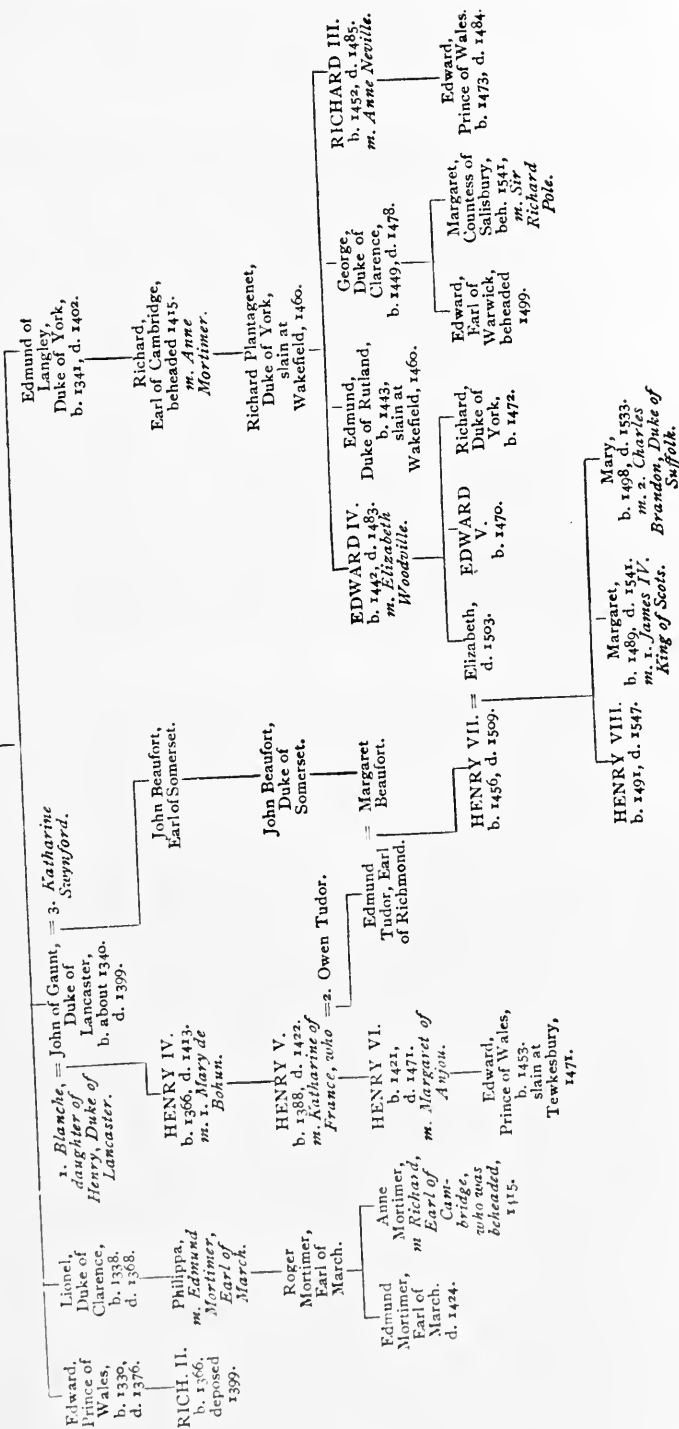 Edward,
Prince of
Wales,
b. 1330,
d. 1376.
Lionel,
Duke of
Clarence,
b. 1338.
d. 1368.
1. Blanche,
daughter of
Henry, Duke of
Lancaster.
= John of Gaunt, =
Duke of
Lancaster,
b. about 1340.
d. 1399.
3. Katharine
Swynford.
Edmund of
Langley,
Duke of York,
b. 1341, d. 1402.
RICH. II.
b. 1366,
deposed
1399.
Philippa,
m. Edmund
Mortimer,
Earl of
March.
HENRY IV.
b. 1366, d. 1413.
m. 1. Mary de
Bohun.
John Beaufort,
Earl of Somerset.
Richard,
Earl of Cambridge,
beheaded 1415.
m. Anne
Mortimer.
Roger
Mortimer,
Earl of
March.
HENRY V.
b. 1388, d. 1422.
m. Katharine of
France, who
=2. Owen Tudor.
John Beaufort,
Duke of
Somerset.
Richard Plantagenet,
Duke of York,
slain at
Wakefield, 1460.
Edmund
Mortimer,
Earl of
March.
d. 1424.
Anne
Mortimer,
m Richard,
Earl of
Cam-
bridge,
who was
beheaded,
1415.
HENRY VI.
b. 1421,
d. 1471.
m. Margaret of
Anjou.
Edmund
Tudor, Earl
of Richmond.
= Margaret
Beaufort.
EDWARD IV.
b. 1442, d. 1483.
m. Elizabeth
Woodville.
Edmund,
Duke of Rutland,
b. 1443,
slain at
Wakefield, 1460.
George,
Duke of
Clarence,
b. 1449, d. 1478.
RICHARD III.
b. 1452, d. 1485.
m. Anne Neville.
Edward,
Prince of Wales,
b. 1453.
slain at
Tewkesbury,
1471.
HENRY VII. =
b. 1456, d. 1509.
Elizabeth,
d. 1503.
EDWARD
V.
b. 1470.
Richard,
Duke of
York,
b. 1472.
Edward,
Earl of
Warwick,
beheaded
1499.
Margaret,
Countess of
Salisbury,
beh. 1541,
m. Sir
Richard
Pole.
Edward,
Prince of Wales.
b. 1473, d. 1484.
HENRY VIII.
b. 1491, d. 1547.
Margaret,
b. 1489, d. 1541.
m. 1. James IV.
King of Scots.
Mary,
b. 1498, d. 1533.
m. 2. Charles
Brandon, Duke of
Suffolk.